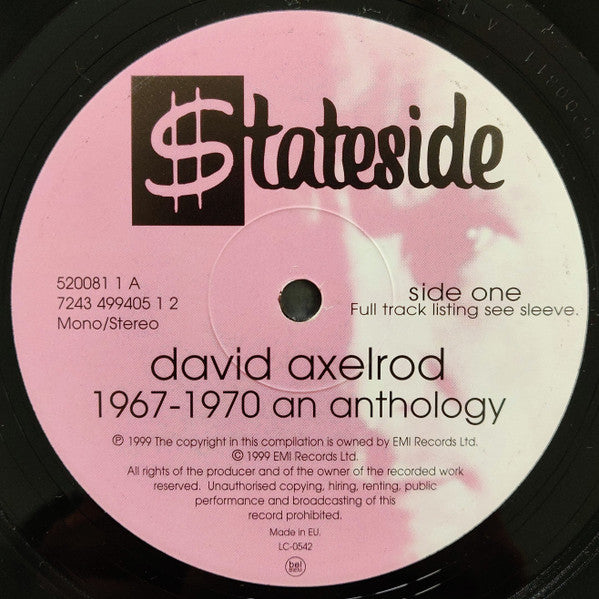 $tateside
520081 1 A
7243 499405 1 2
Mono/Stereo
side one
Full track listing see sleeve.
david axelrod
1967-1970 an anthology
℗ 1999 The copyright in this compilation is owned by EMI Records Ltd.
© 1999 EMI Records Ltd.
All rights of the producer and of the owner of the recorded work
reserved. Unauthorised copying, hiring, renting, public
performance and broadcasting of this
record prohibited.
Made in EU.
LC-0542